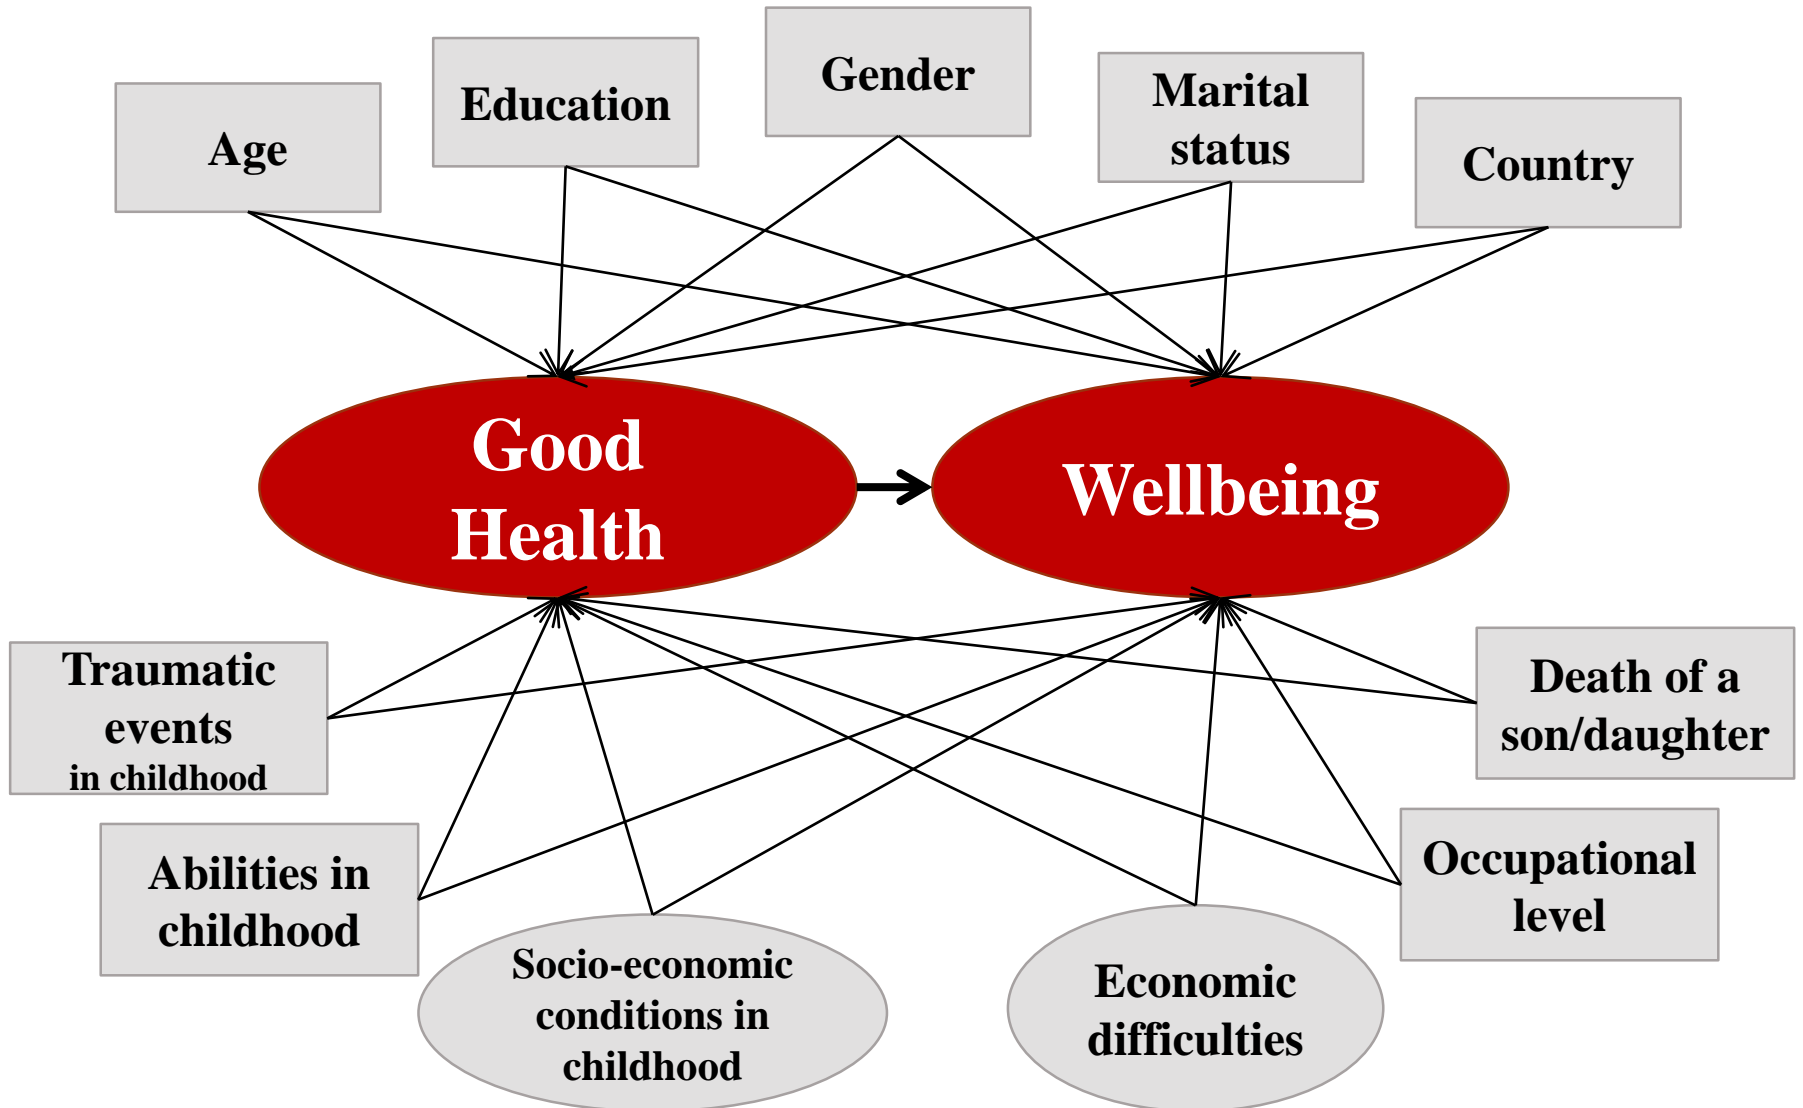 Age
Education
Gender
Marital
status
Country
Good
Health
Wellbeing
Traumatic
events
in childhood
Abilities in
childhood
Socio-economic
conditions in
childhood
Economic
difficulties
Occupational
level
Death of a
son/daughter